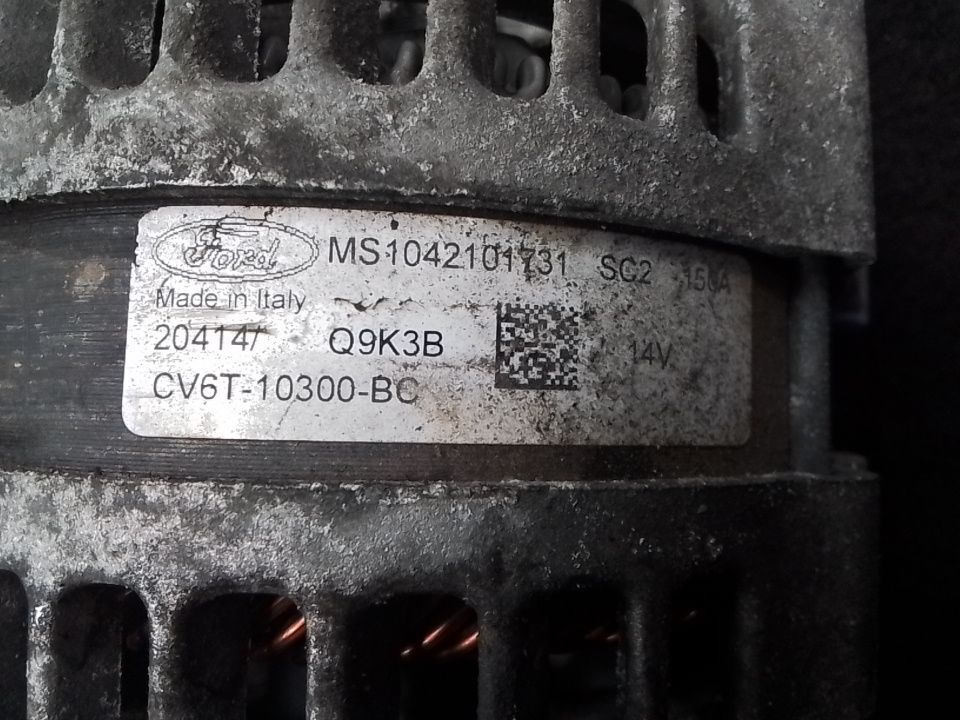 Ford MS1042101731 SC2 150A
Made in Italy
20414/ Q9K3B 14V
CV6T-10300-BC